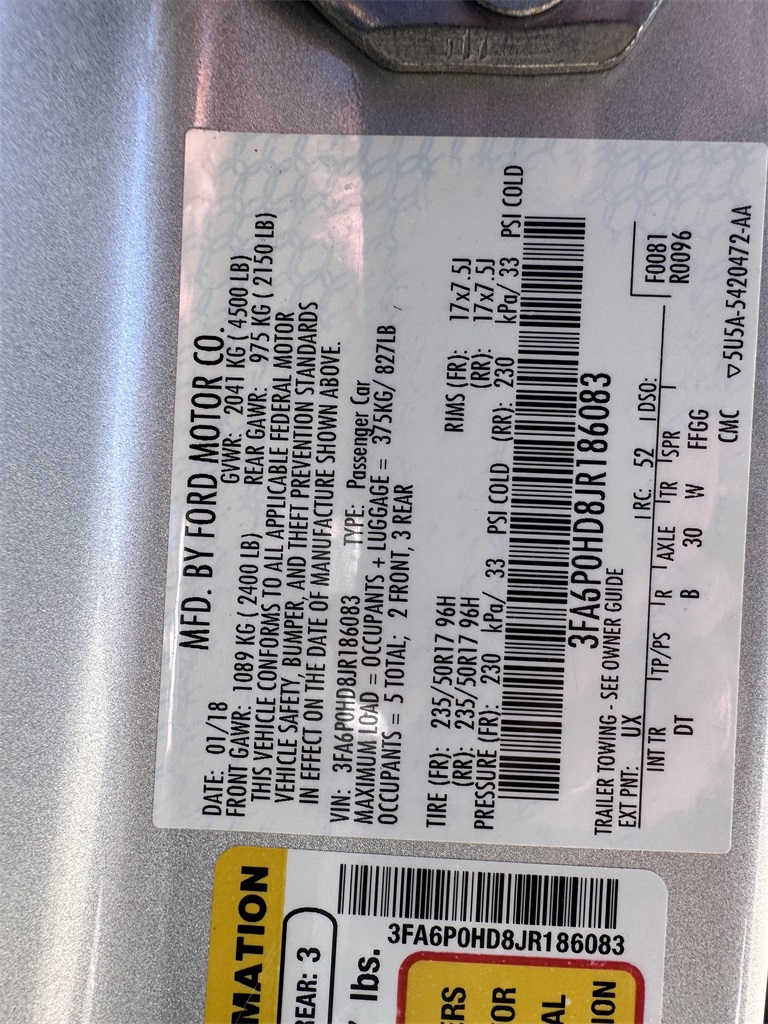 MFD. BY FORD MOTOR CO.
DATE: 01/18 GVWR: 2041 KG ( 4500 LB)
FRONT GAWR: 1089 KG ( 2400 LB) REAR GAWR: 975 KG ( 2150 LB)
THIS VEHICLE CONFORMS TO ALL APPLICABLE FEDERAL MOTOR
VEHICLE SAFETY, BUMPER, AND THEFT PREVENTION STANDARDS
IN EFFECT ON THE DATE OF MANUFACTURE SHOWN ABOVE.
VIN: 3FA6P0HD8JR186083 TYPE: Passenger Car
MAXIMUM LOAD = OCCUPANTS + LUGGAGE = 375KG/ 827LB
OCCUPANTS = 5 TOTAL; 2 FRONT, 3 REAR
TIRE (FR): 235/50R17 96H RIMS (FR): 17x7.5J
(RR): 235/50R17 96H (RR): 17x7.5J
PRESSURE (FR): 230 kPa/ 33 PSI COLD (RR): 230 kPa/ 33 PSI COLD
3FA6P0HD8JR186083
TRAILER TOWING - SEE OWNER GUIDE
EXT PNT: UX RC: 52 DSO: F0081
INT TR TP/PS R AXLE TR SPR R0096
DT B 30 W FFGG
CMC ▽5U5A-5420472-AA
MATION
REAR: 3
lbs.
3FA6P0HD8JR186083
ERS
OR
AL
ION